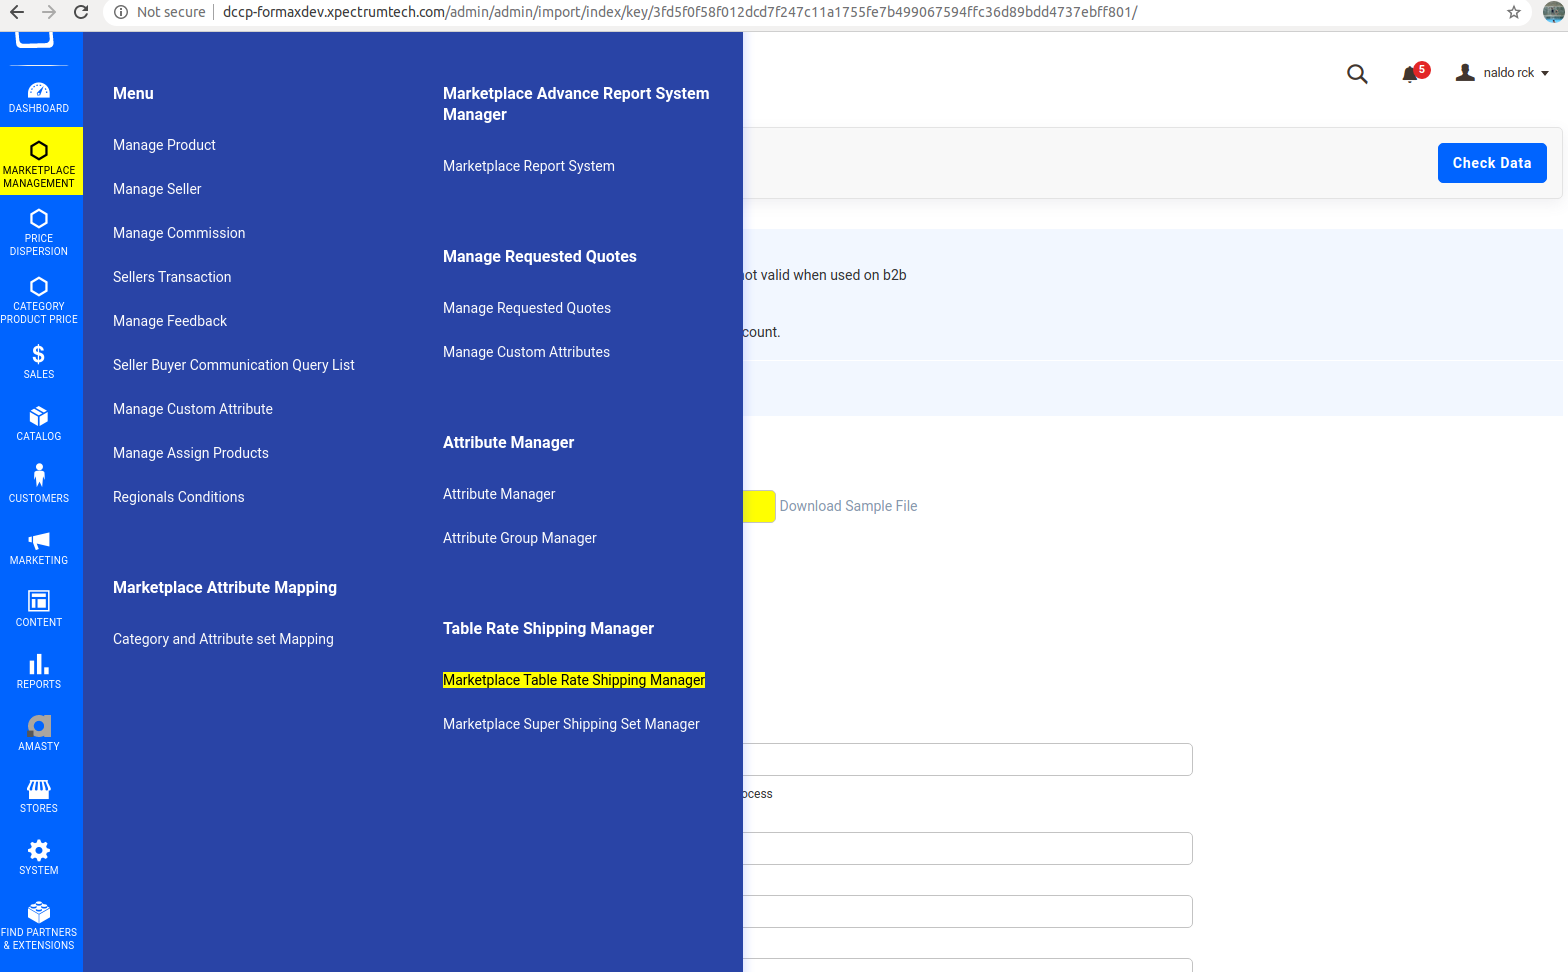 Not secure | dccp-formaxdev.xpectrumtech.com/admin/admin/import/index/key/3fd5f0f58f012dcd7f247c11a1755fe7b499067594ffc36d89bdd4737ebff801/
DASHBOARD
MARKETPLACE
MANAGEMENT
PRICE
DISPERSION
CATEGORY
PRODUCT PRICE
$
SALES
CATALOG
CUSTOMERS
MARKETING
CONTENT
REPORTS
AMASTY
STORES
SYSTEM
FIND PARTNERS
& EXTENSIONS
Menu
Manage Product
Manage Seller
Manage Commission
Sellers Transaction
Manage Feedback
Seller Buyer Communication Query List
Manage Custom Attribute
Manage Assign Products
Regionals Conditions
Marketplace Attribute Mapping
Category and Attribute set Mapping
Marketplace Advance Report System
Manager
Marketplace Report System
Manage Requested Quotes
Manage Requested Quotes
Manage Custom Attributes
Attribute Manager
Attribute Manager
Attribute Group Manager
Table Rate Shipping Manager
Marketplace Table Rate Shipping Manager
Marketplace Super Shipping Set Manager
5
naldo rck
Check Data
not valid when used on b2b
count.
Download Sample File
ocess